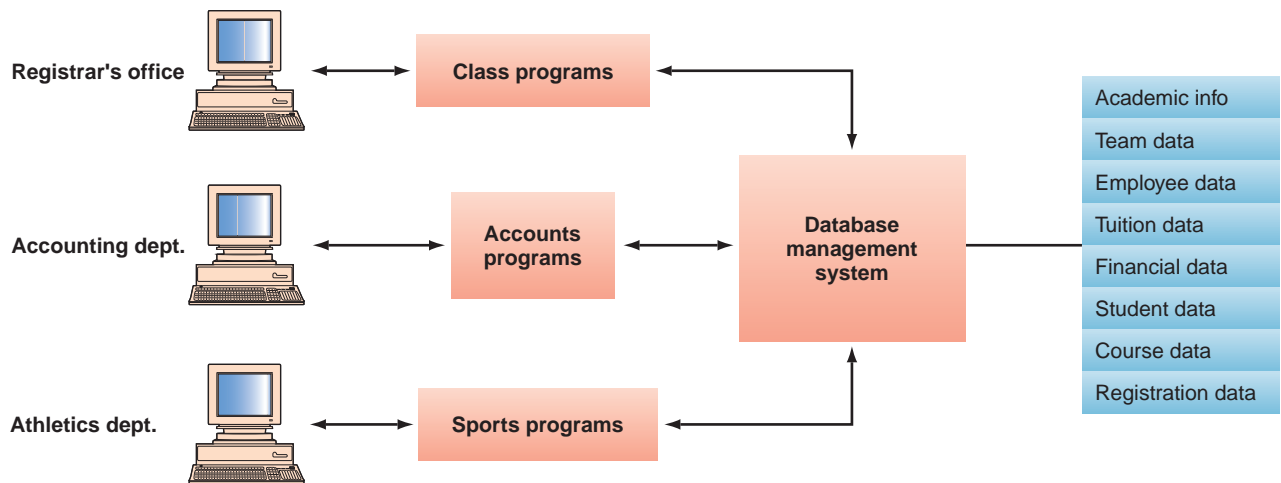 Registrar's office
Class programs
Accounting dept.
Accounts
programs
Athletics dept.
Sports programs
Database
management
system
Academic info
Team data
Employee data
Tuition data
Financial data
Student data
Course data
Registration data